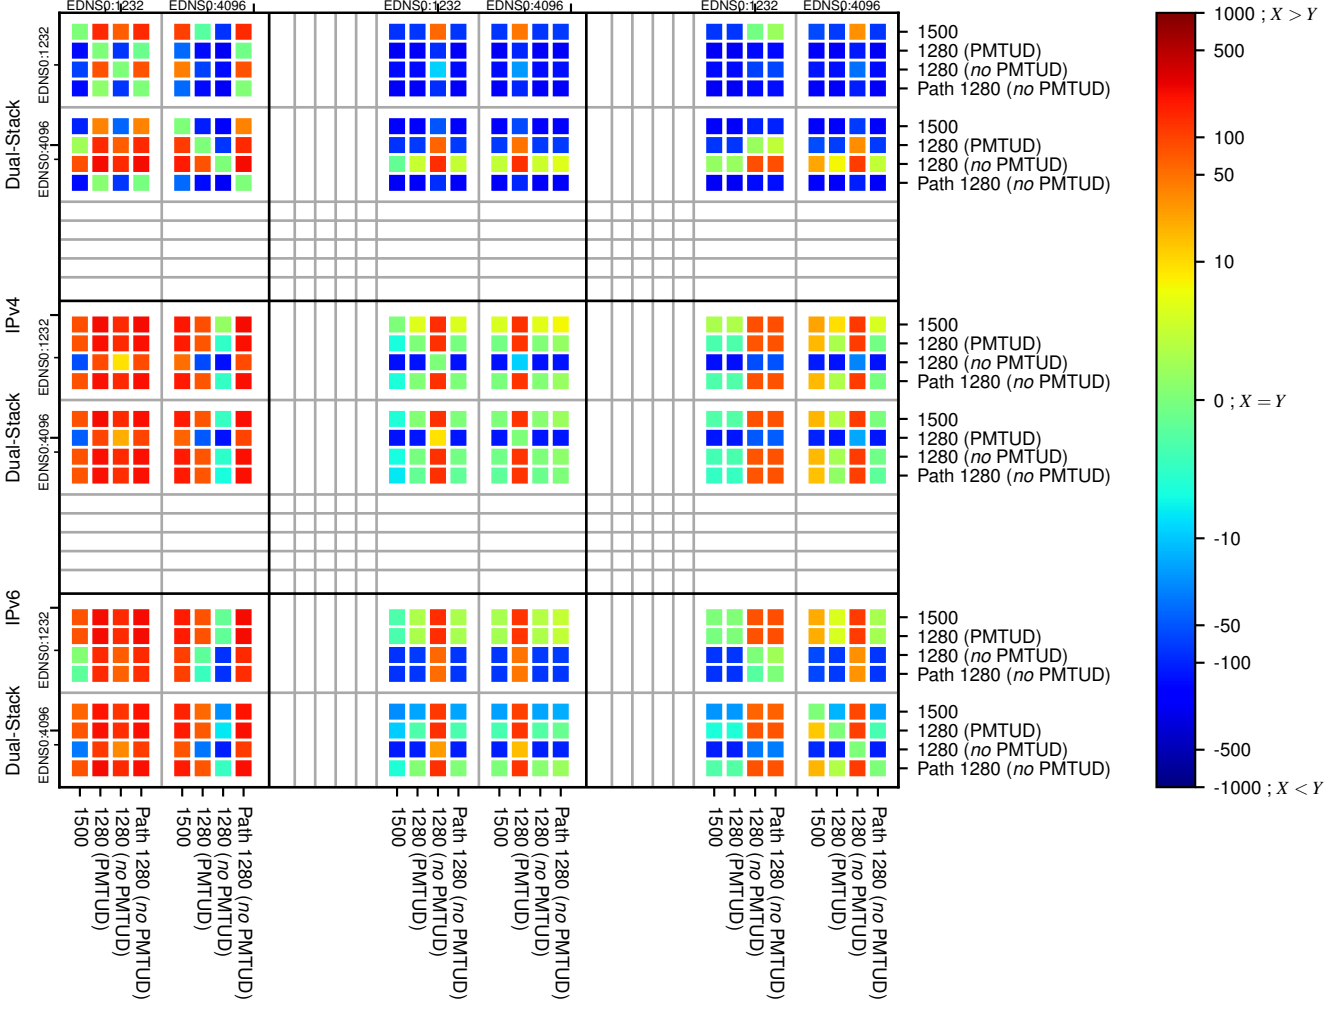 EDNS0:1232 EDNS0:4096 EDNS0:1232 EDNS0:4096 EDNS0:1232 EDNS0:4096
Dual-Stack
EDNS0:1232
EDNS0:4096
1500
1280 (PMTUD)
1280 (no PMTUD)
Path 1280 (no PMTUD)
1500
1280 (PMTUD)
1280 (no PMTUD)
Path 1280 (no PMTUD)
IPv4
Dual-Stack
EDNS0:1232
EDNS0:4096
1500
1280 (PMTUD)
1280 (no PMTUD)
Path 1280 (no PMTUD)
1500
1280 (PMTUD)
1280 (no PMTUD)
Path 1280 (no PMTUD)
IPv6
Dual-Stack
EDNS0:1232
EDNS0:4096
1500
1280 (PMTUD)
1280 (no PMTUD)
Path 1280 (no PMTUD)
1500
1280 (PMTUD)
1280 (no PMTUD)
Path 1280 (no PMTUD)
1500
1280 (PMTUD)
1280 (no PMTUD)
Path 1280 (no PMTUD)
1500
1280 (PMTUD)
1280 (no PMTUD)
Path 1280 (no PMTUD)
1500
1280 (PMTUD)
1280 (no PMTUD)
Path 1280 (no PMTUD)
1500
1280 (PMTUD)
1280 (no PMTUD)
Path 1280 (no PMTUD)
1500
1280 (PMTUD)
1280 (no PMTUD)
Path 1280 (no PMTUD)
1500
1280 (PMTUD)
1280 (no PMTUD)
Path 1280 (no PMTUD)
1000 ; X > Y
500
100
50
10
0 ; X = Y
-10
-50
-100
-500
-1000 ; X < Y